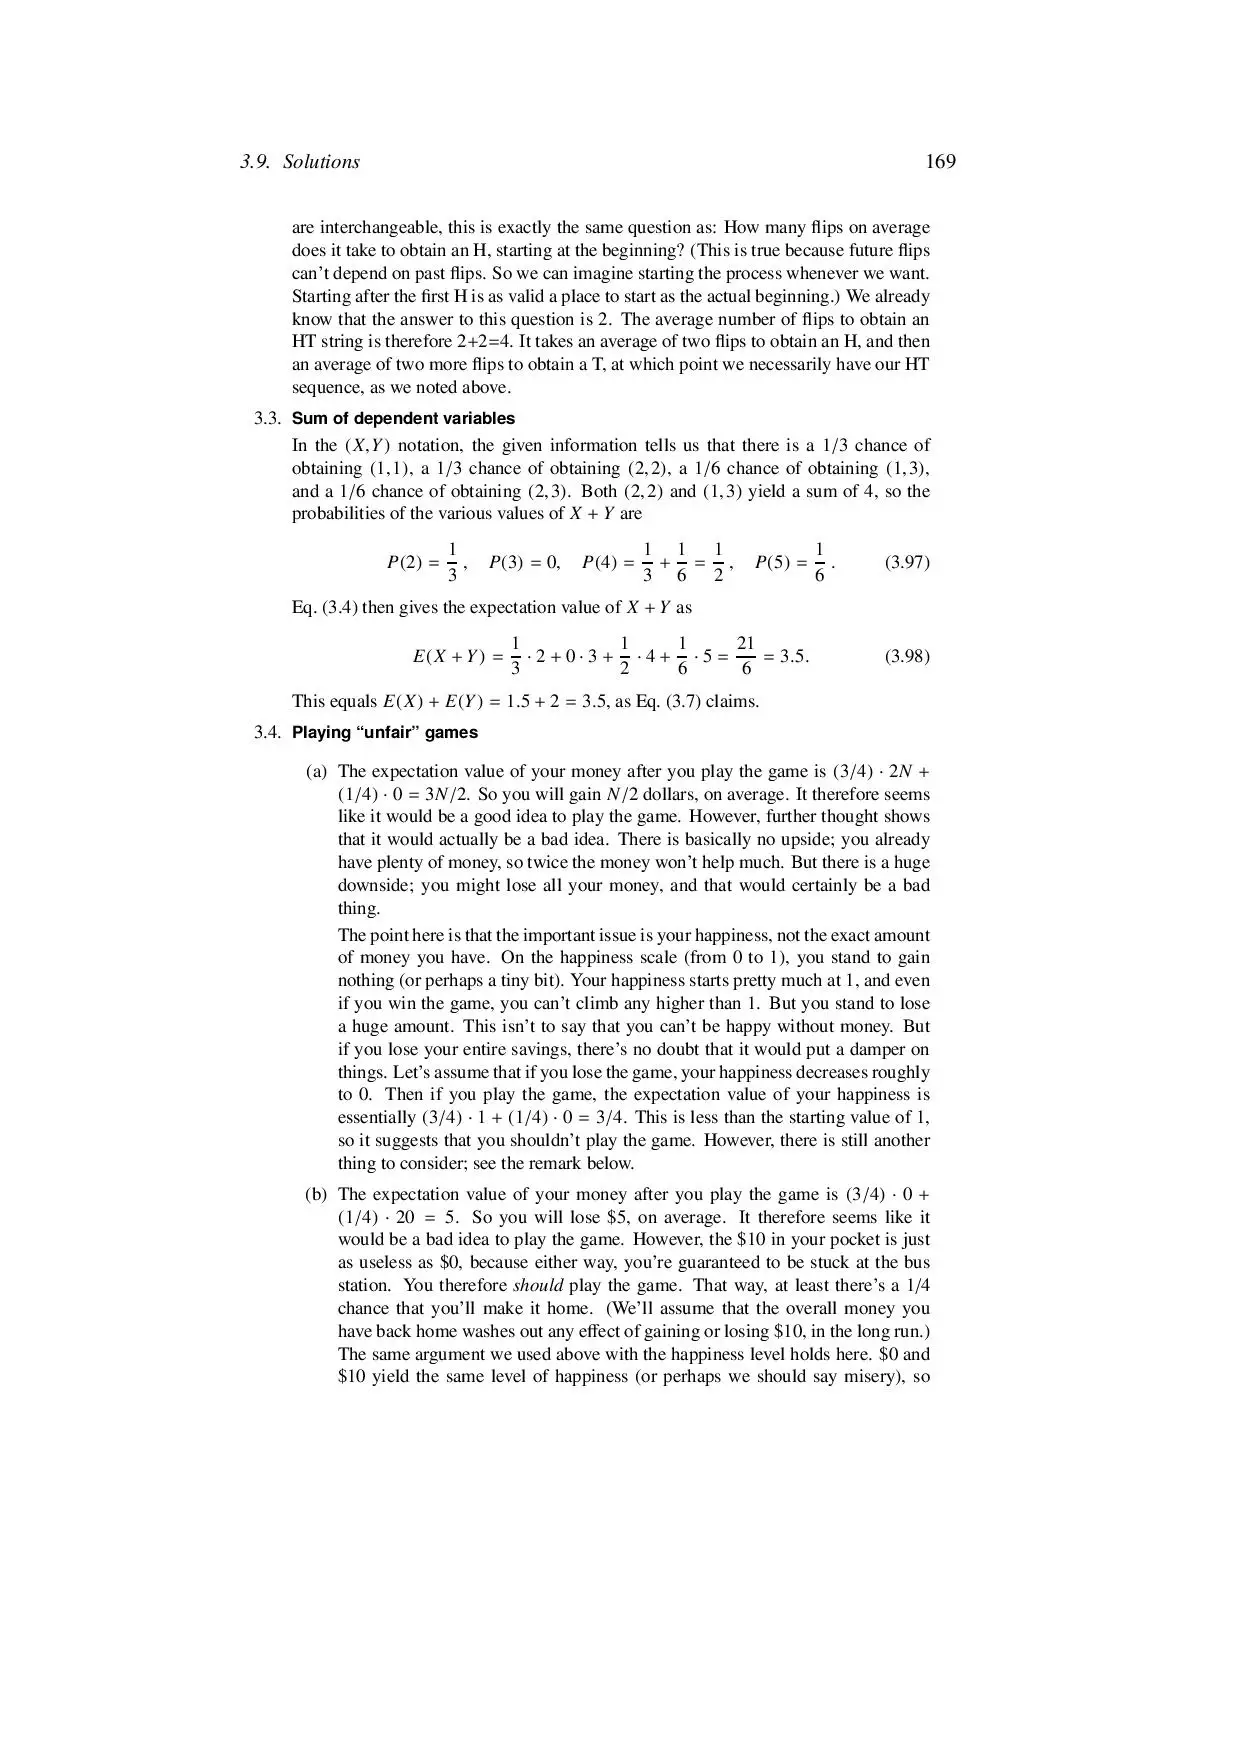 3.9. Solutions 169
are interchangeable, this is exactly the same question as: How many flips on average
does it take to obtain an H, starting at the beginning? (This is true because future flips
can't depend on past flips. So we can imagine starting the process whenever we want.
Starting after the first H is as valid a place to start as the actual beginning.) We already
know that the answer to this question is 2. The average number of flips to obtain an
HT string is therefore 2+2=4. It takes an average of two flips to obtain an H, and then
an average of two more flips to obtain a T, at which point we necessarily have our HT
sequence, as we noted above.
3.3. Sum of dependent variables
In the (X,Y) notation, the given information tells us that there is a 1/3 chance of
obtaining (1,1), a 1/3 chance of obtaining (2,2), a 1/6 chance of obtaining (1,3),
and a 1/6 chance of obtaining (2,3). Both (2,2) and (1,3) yield a sum of 4, so the
probabilities of the various values of X + Y are
P(2) = 1/3, P(3) = 0, P(4) = 1/3 + 1/6 = 1/2, P(5) = 1/6. (3.97)
Eq. (3.4) then gives the expectation value of X + Y as
E(X + Y) = 1/3 · 2 + 0 · 3 + 1/2 · 4 + 1/6 · 5 = 21/6 = 3.5. (3.98)
This equals E(X) + E(Y) = 1.5 + 2 = 3.5, as Eq. (3.7) claims.
3.4. Playing “unfair” games
(a) The expectation value of your money after you play the game is (3/4) · 2N +
(1/4) · 0 = 3N/2. So you will gain N/2 dollars, on average. It therefore seems
like it would be a good idea to play the game. However, further thought shows
that it would actually be a bad idea. There is basically no upside; you already
have plenty of money, so twice the money won't help much. But there is a huge
downside; you might lose all your money, and that would certainly be a bad
thing.
The point here is that the important issue is your happiness, not the exact amount
of money you have. On the happiness scale (from 0 to 1), you stand to gain
nothing (or perhaps a tiny bit). Your happiness starts pretty much at 1, and even
if you win the game, you can't climb any higher than 1. But you stand to lose
a huge amount. This isn't to say that you can't be happy without money. But
if you lose your entire savings, there's no doubt that it would put a damper on
things. Let's assume that if you lose the game, your happiness decreases roughly
to 0. Then if you play the game, the expectation value of your happiness is
essentially (3/4) · 1 + (1/4) · 0 = 3/4. This is less than the starting value of 1,
so it suggests that you shouldn't play the game. However, there is still another
thing to consider; see the remark below.
(b) The expectation value of your money after you play the game is (3/4) · 0 +
(1/4) · 20 = 5. So you will lose $5, on average. It therefore seems like it
would be a bad idea to play the game. However, the $10 in your pocket is just
as useless as $0, because either way, you're guaranteed to be stuck at the bus
station. You therefore should play the game. That way, at least there's a 1/4
chance that you'll make it home. (We'll assume that the overall money you
have back home washes out any effect of gaining or losing $10, in the long run.)
The same argument we used above with the happiness level holds here. $0 and
$10 yield the same level of happiness (or perhaps we should say misery), so